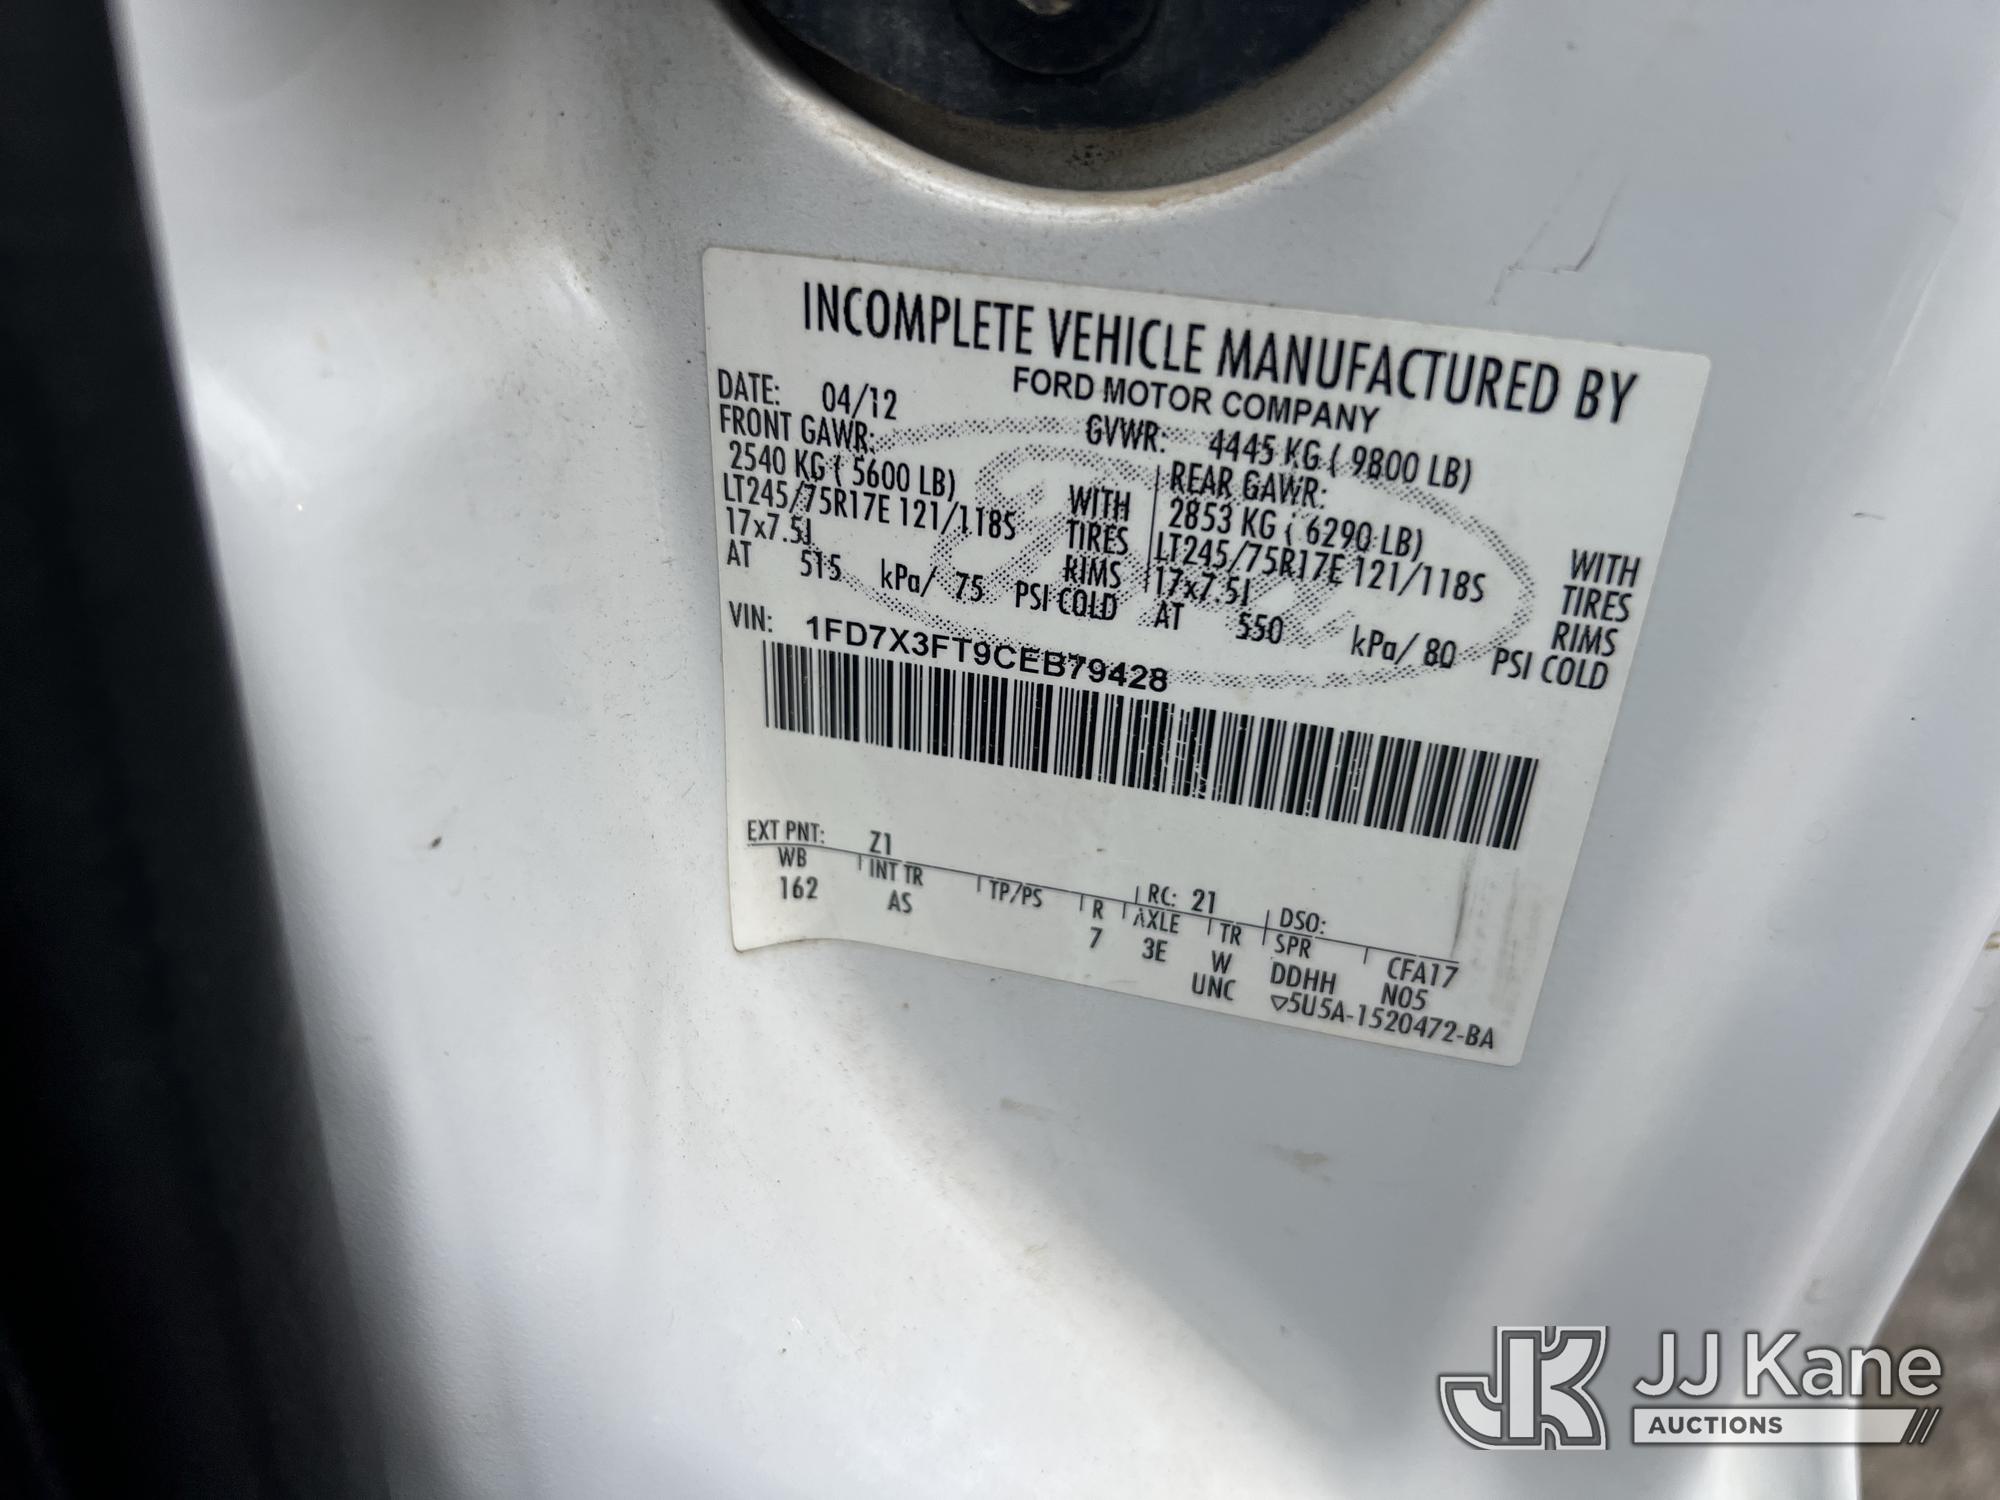 INCOMPLETE VEHICLE MANUFACTURED BY
FORD MOTOR COMPANY
DATE: 04/12
GVWR: 4445 KG ( 9800 LB)
FRONT GAWR:
2540 KG ( 5600 LB) WITH
LT245/75R17E 121/118S TIRES
17x7.5J RIMS
AT 515 kPa/ 75 PSI COLD
REAR GAWR:
2853 KG ( 6290 LB) WITH
LT245/75R17E 121/118S TIRES
17x7.5J RIMS
AT 550 kPa/ 80 PSI COLD
VIN: 1FD7X3FT9CEB79428
EXT PNT: Z1 RC: 21 DSO:
WB INT TR TP/PS R AXLE TR SPR CFA17
162 AS 7 3E W DDHH N05
UNC ▽5U5A-1520472-BA
JK JJ Kane
AUCTIONS